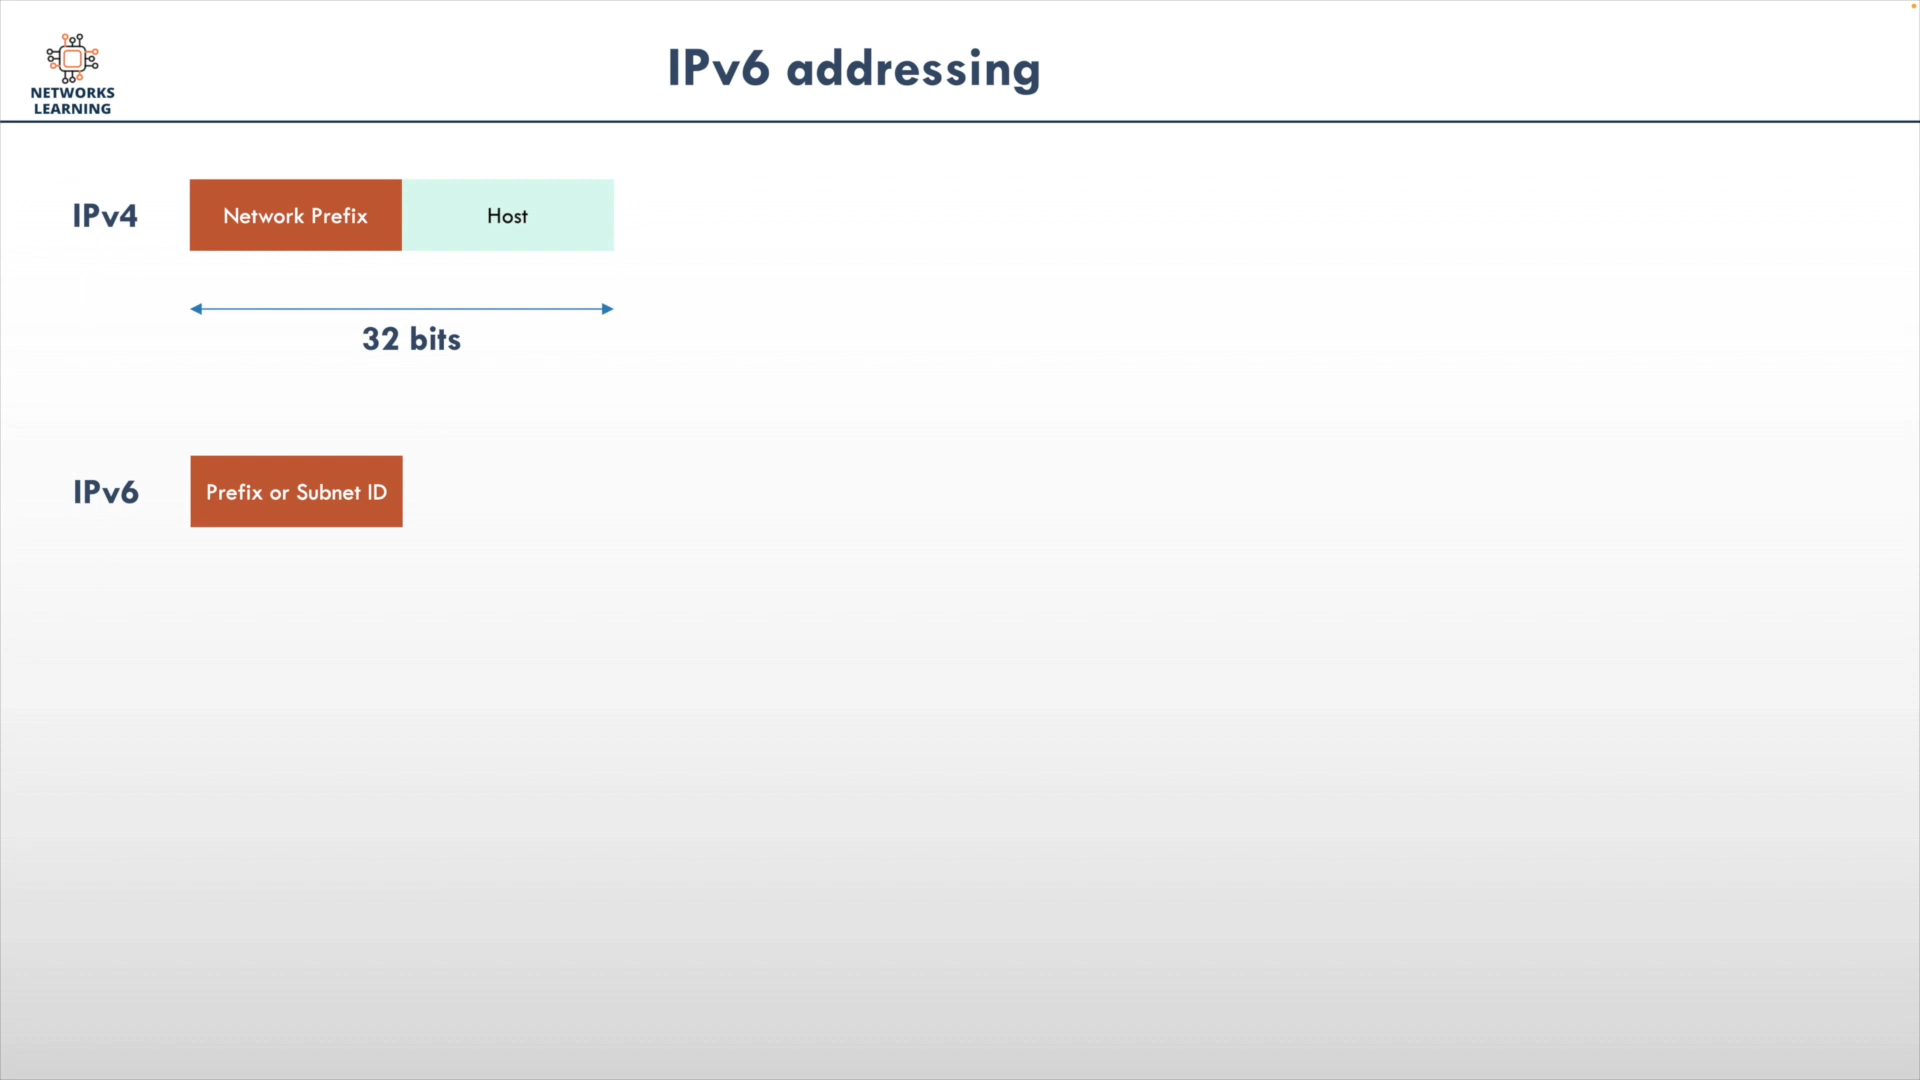 NETWORKS
LEARNING
IPv6 addressing
IPv4
Network Prefix
Host
32 bits
IPv6
Prefix or Subnet ID